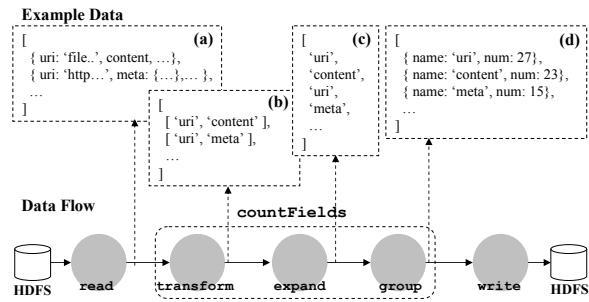 Example Data
[ (a)
{ uri: ‘file..’, content, …},
{ uri: ‘http…’, meta: {…},… },
…
]
[ (b)
[ ‘uri’, ‘content’ ],
[ ‘uri’, ‘meta’ ],
…
]
[ (c)
‘uri’,
‘content’,
‘uri’,
‘meta’,
…
]
[ (d)
{ name: ‘uri’, num: 27},
{ name: ‘content’, num: 23},
{ name: ‘meta’, num: 15},
…
]
Data Flow
countFields
HDFS
read
transform
expand
group
write
HDFS